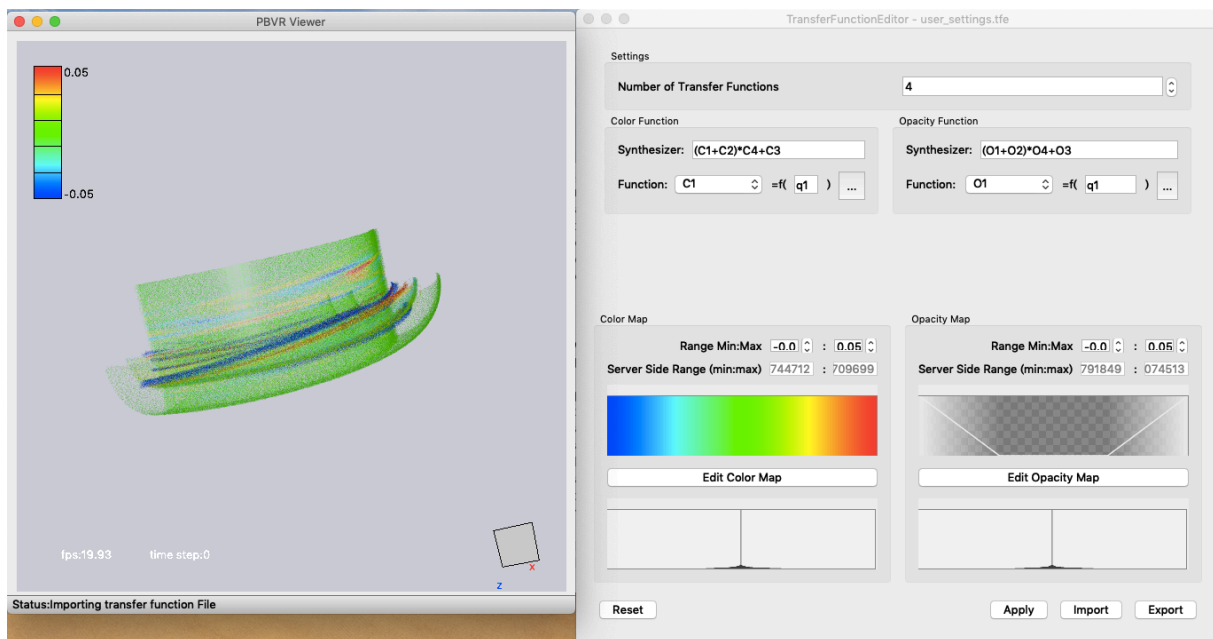 PBVR Viewer
0.05
-0.05
fps:19.93 time step:0
z
x
Status:Importing transfer function File
TransferFunctionEditor - user_settings.tfe
Settings
Number of Transfer Functions 4
Color Function
Synthesizer: (C1+C2)*C4+C3
Function: C1 =f( q1 ) ...
Opacity Function
Synthesizer: (O1+O2)*O4+O3
Function: O1 =f( q1 ) ...
Color Map
Range Min:Max -0.0 : 0.05
Server Side Range (min:max) 744712 : 709699
Edit Color Map
Opacity Map
Range Min:Max -0.0 : 0.05
Server Side Range (min:max) 791849 : 074513
Edit Opacity Map
Reset
Apply Import Export